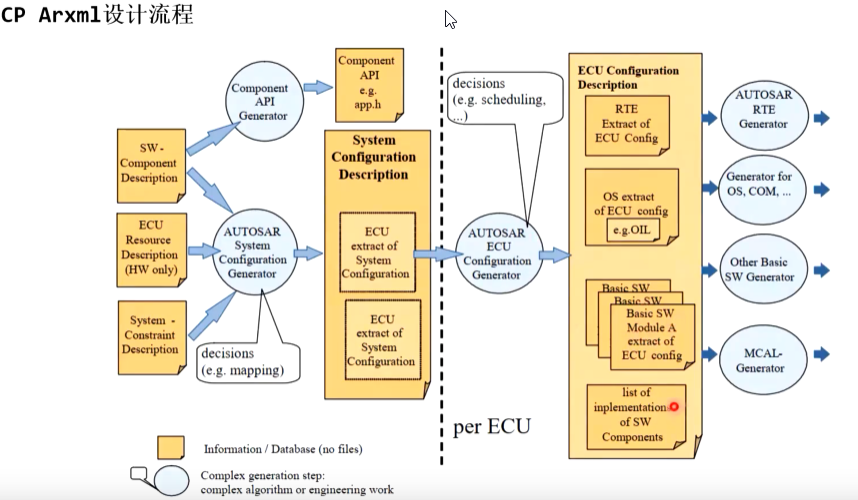 CP Arxml设计流程
Component
API
Generator
Component
API
e.g.
app.h
SW-
Component
Description
ECU
Resource
Description
(HW only)
System -
Constraint
Description
AUTOSAR
System
Configuration
Generator
decisions
(e.g. mapping)
System
Configuration
Description
ECU
extract of
System
Configuration
ECU
extract of
System
Configuration
decisions
(e.g. scheduling,
...)
AUTOSAR
ECU
Configuration
Generator
per ECU
ECU Configuration
Description
RTE
Extract of
ECU Config
OS extract
of ECU config
e.g.OIL
Basic SW
Basic SW
Basic SW
Module A
extract of
ECU config
list of
implementations
of SW
Components
AUTOSAR
RTE
Generator
Generator for
OS, COM, ...
Other Basic
SW Generator
MCAL-
Generator
Information / Database (no files)
Complex generation step:
complex algorithm or engineering work